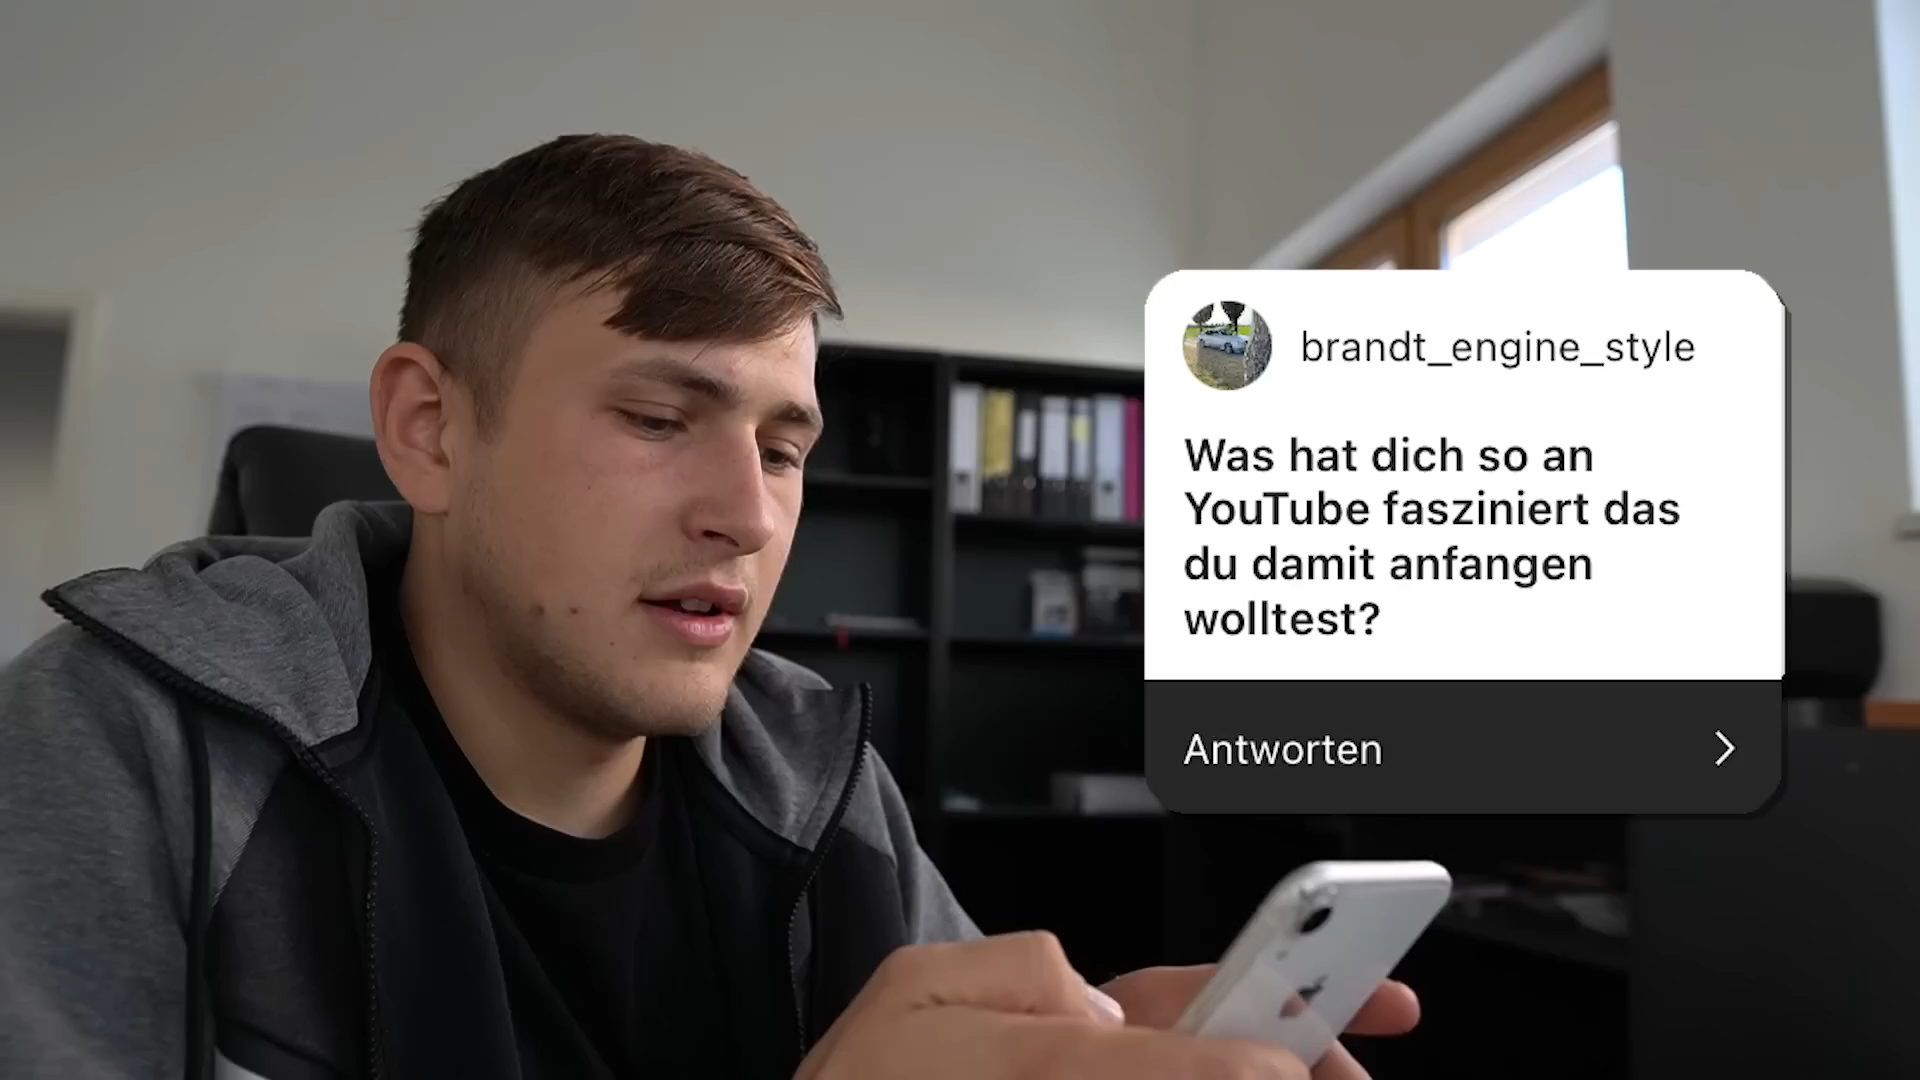 brandt_engine_style
Was hat dich so an
YouTube fasziniert das
du damit anfangen
wolltest?
Antworten